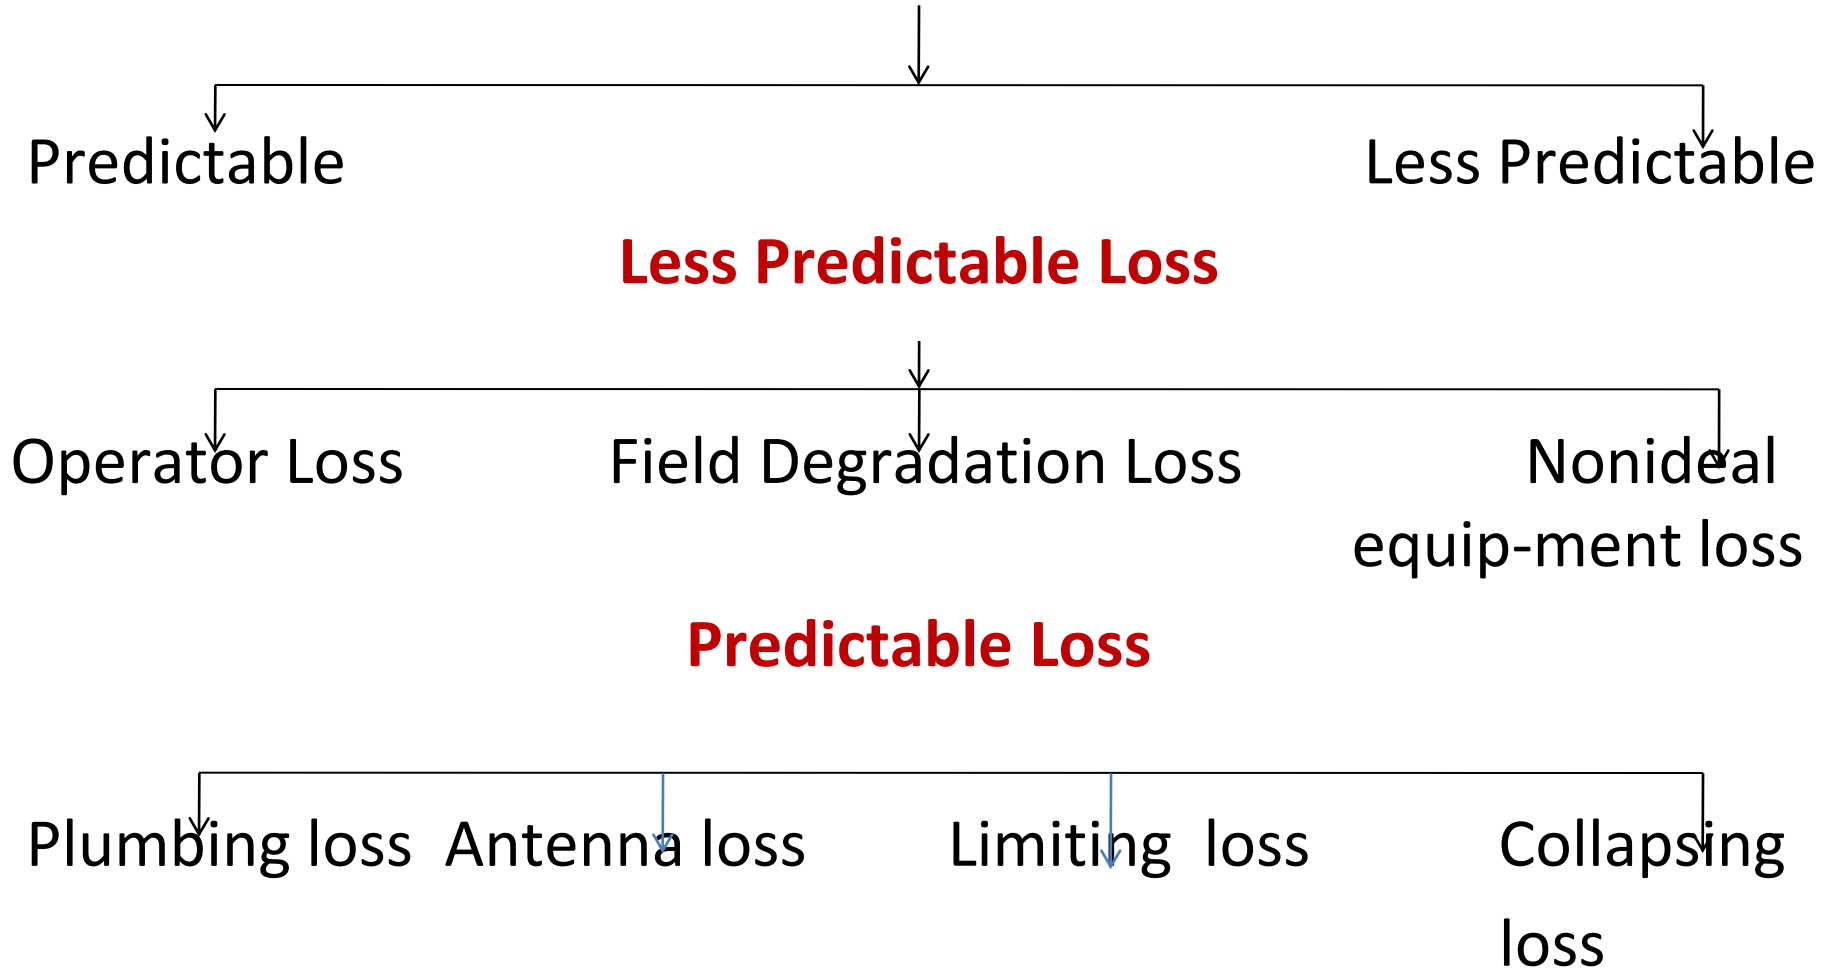 Predictable Less Predictable
Less Predictable Loss
Operator Loss Field Degradation Loss Nonideal
equip-ment loss
Predictable Loss
Plumbing loss Antenna loss Limiting loss Collapsing
loss